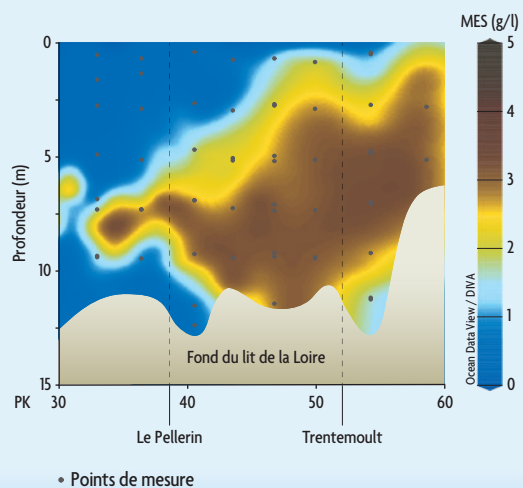 MES (g/l)
0
5
10
15
Profondeur (m)
5
4
3
2
1
0
Ocean Data View / DIVA
Fond du lit de la Loire
PK
30
40
50
60
Le Pellerin
Trentemoult
Points de mesure